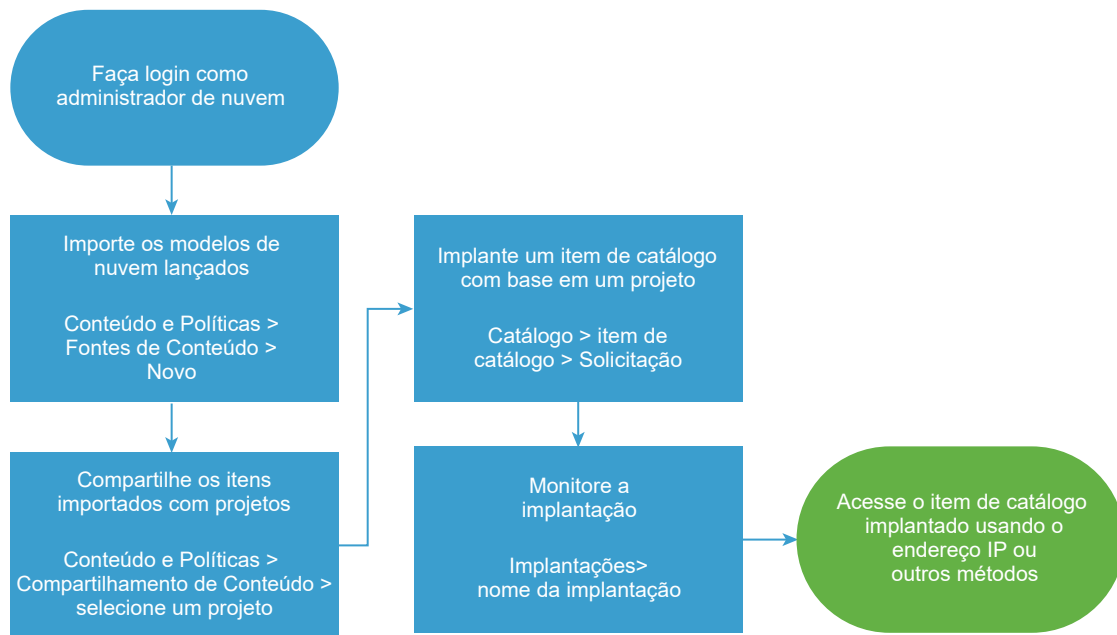 Faça login como
administrador de nuvem
Importe os modelos de
nuvem lançados
Conteúdo e Políticas >
Fontes de Conteúdo >
Novo
Compartilhe os itens
importados com projetos
Conteúdo e Políticas >
Compartilhamento de Conteúdo >
selecione um projeto
Implante um item de catálogo
com base em um projeto
Catálogo > item de
catálogo > Solicitação
Monitore a
implantação
Implantações>
nome da implantação
Acesse o item de catálogo
implantado usando o
endereço IP ou
outros métodos